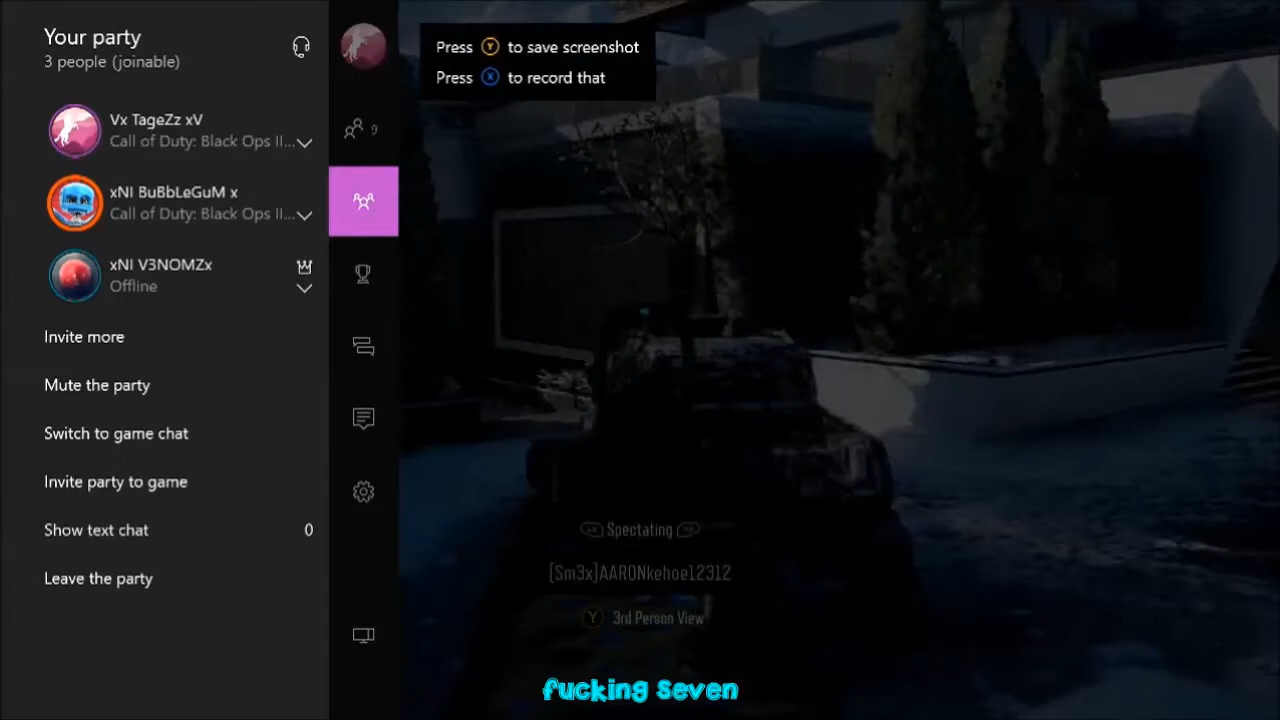 Your party
3 people (joinable)
Vx TageZz xV
Call of Duty: Black Ops II...
xNI BuBbLeGuM x
Call of Duty: Black Ops II...
xNI V3NOMZx
Offline
Invite more
Mute the party
Switch to game chat
Invite party to game
Show text chat 0
Leave the party
9
Press Y to save screenshot
Press X to record that
Spectating
[Sm3x]AARONkehoe12312
Y 3rd Person View
fucking seven